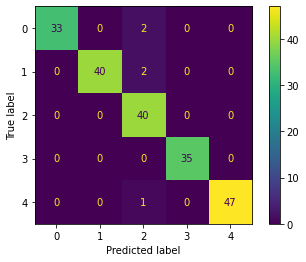 0 33 0 2 0 0
1 0 40 2 0 0
2 0 0 40 0 0
3 0 0 0 35 0
4 0 0 1 0 47
0 1 2 3 4
Predicted label
True label
40
30
20
10
0